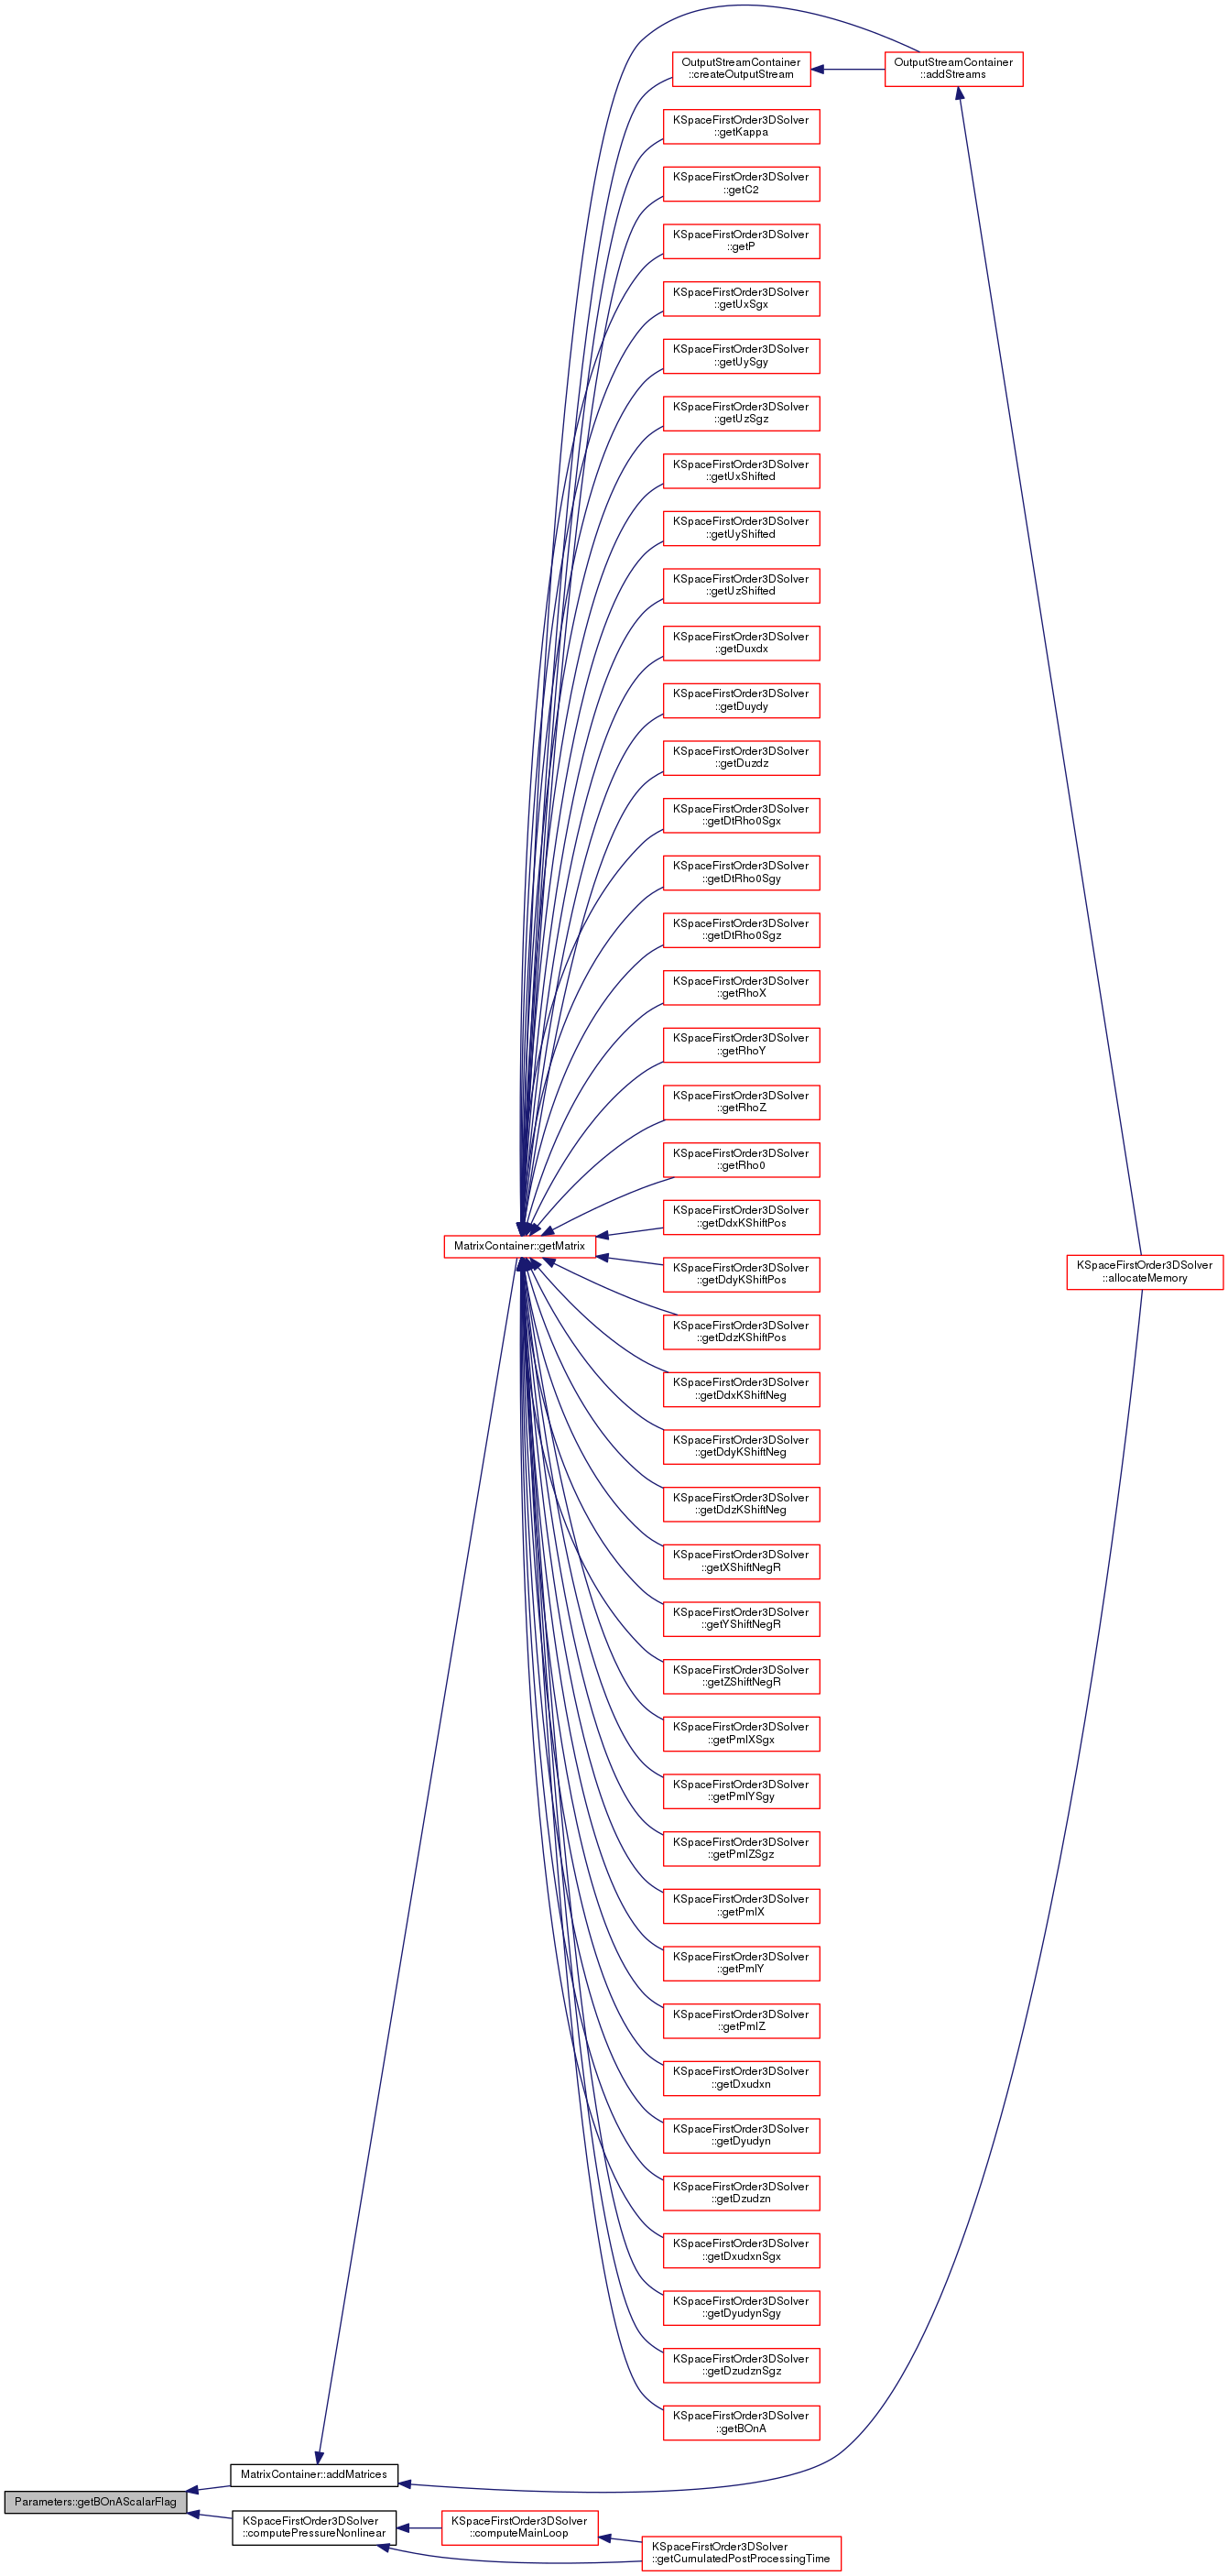 OutputStreamContainer
::createOutputStream
OutputStreamContainer
::addStreams
KSpaceFirstOrder3DSolver
::getKappa
KSpaceFirstOrder3DSolver
::getC2
KSpaceFirstOrder3DSolver
::getP
KSpaceFirstOrder3DSolver
::getUxSgx
KSpaceFirstOrder3DSolver
::getUySgy
KSpaceFirstOrder3DSolver
::getUzSgz
KSpaceFirstOrder3DSolver
::getUxShifted
KSpaceFirstOrder3DSolver
::getUyShifted
KSpaceFirstOrder3DSolver
::getUzShifted
KSpaceFirstOrder3DSolver
::getDuxdx
KSpaceFirstOrder3DSolver
::getDuydy
KSpaceFirstOrder3DSolver
::getDuzdz
KSpaceFirstOrder3DSolver
::getDtRho0Sgx
KSpaceFirstOrder3DSolver
::getDtRho0Sgy
KSpaceFirstOrder3DSolver
::getDtRho0Sgz
KSpaceFirstOrder3DSolver
::getRhoX
KSpaceFirstOrder3DSolver
::getRhoY
KSpaceFirstOrder3DSolver
::getRhoZ
KSpaceFirstOrder3DSolver
::getRho0
KSpaceFirstOrder3DSolver
::getDdxKShiftPos
MatrixContainer::getMatrix
KSpaceFirstOrder3DSolver
::getDdyKShiftPos
KSpaceFirstOrder3DSolver
::allocateMemory
KSpaceFirstOrder3DSolver
::getDdzKShiftPos
KSpaceFirstOrder3DSolver
::getDdxKShiftNeg
KSpaceFirstOrder3DSolver
::getDdyKShiftNeg
KSpaceFirstOrder3DSolver
::getDdzKShiftNeg
KSpaceFirstOrder3DSolver
::getXShiftNegR
KSpaceFirstOrder3DSolver
::getYShiftNegR
KSpaceFirstOrder3DSolver
::getZShiftNegR
KSpaceFirstOrder3DSolver
::getPmlXSgx
KSpaceFirstOrder3DSolver
::getPmlYSgy
KSpaceFirstOrder3DSolver
::getPmlZSgz
KSpaceFirstOrder3DSolver
::getPmlX
KSpaceFirstOrder3DSolver
::getPmlY
KSpaceFirstOrder3DSolver
::getPmlZ
KSpaceFirstOrder3DSolver
::getDxudxn
KSpaceFirstOrder3DSolver
::getDyudyn
KSpaceFirstOrder3DSolver
::getDzudzn
KSpaceFirstOrder3DSolver
::getDxudxnSgx
KSpaceFirstOrder3DSolver
::getDyudynSgy
KSpaceFirstOrder3DSolver
::getDzudznSgz
KSpaceFirstOrder3DSolver
::getBOnA
MatrixContainer::addMatrices
Parameters::getBOnAScalarFlag
KSpaceFirstOrder3DSolver
::computePressureNonlinear
KSpaceFirstOrder3DSolver
::computeMainLoop
KSpaceFirstOrder3DSolver
::getCumulatedPostProcessingTime